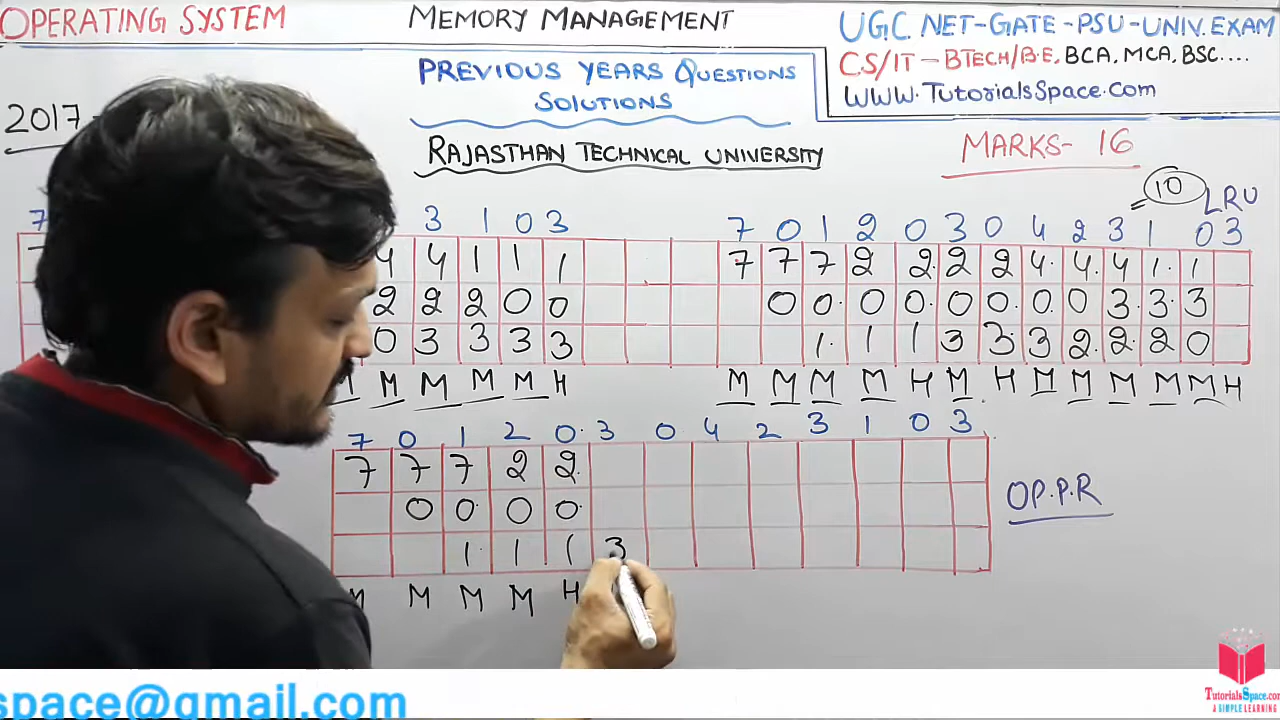 OPERATING SYSTEM
MEMORY MANAGEMENT
UGC NET-GATE-PSU-UNIV.EXAM
PREVIOUS YEARS QUESTIONS
SOLUTIONS
CS/IT-BTECH/B.E, BCA, MCA, BSC....
WWW.TutorialsSpace.com
2017-
RAJASTHAN TECHNICAL UNIVERSITY
MARKS- 16
10 LRU
7 3 1 0 3
4 4 1 1 1
2 2 2 0 0
0 3 3 3 3
M M M M M H
7 0 1 2 0 3 0 4 2 3 1 0 3
7 7 7 2 2 2 2 4 4 4 1 1
0 0 0 0 0 0 0 0 3 3 3
1 1 1 3 3 3 2 2 2 0
M M M M H M H M M M M M H
7 0 1 2 0 3 0 4 2 3 1 0 3
7 7 7 2 2
0 0 0 0
1 1 1 3
M M M M H
OP.P.R
space@gmail.com
TutorialsSpace.com
A SIMPLE LEARNING